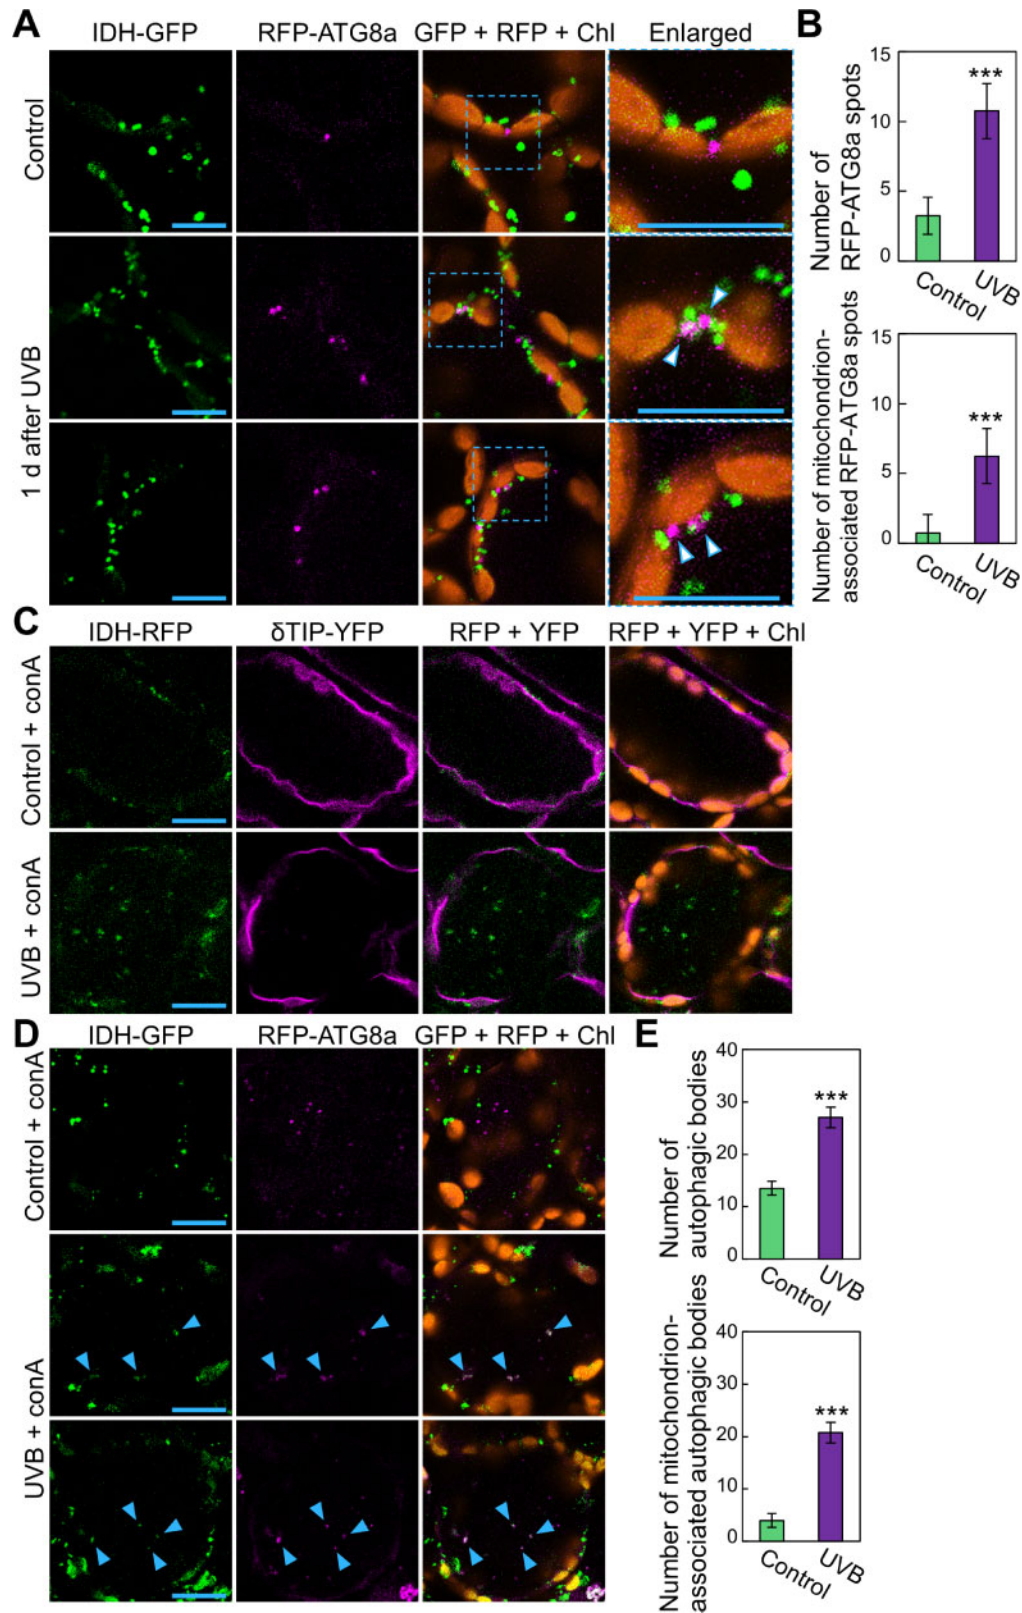 A
IDH-GFP RFP-ATG8a GFP + RFP + Chl Enlarged
Control
1 d after UVB
B
Number of
RFP-ATG8a spots
15
10
5
0
***
Control
UVB
Number of mitochondrion-
associated RFP-ATG8a spots
15
10
5
0
***
Control
UVB
C
IDH-RFP δTIP-YFP RFP + YFP RFP + YFP + Chl
Control + conA
UVB + conA
D
IDH-GFP RFP-ATG8a GFP + RFP + Chl
Control + conA
UVB + conA
E
Number of
autophagic bodies
40
30
20
10
0
***
Control
UVB
Number of mitochondrion-
associated autophagic bodies
40
30
20
10
0
***
Control
UVB